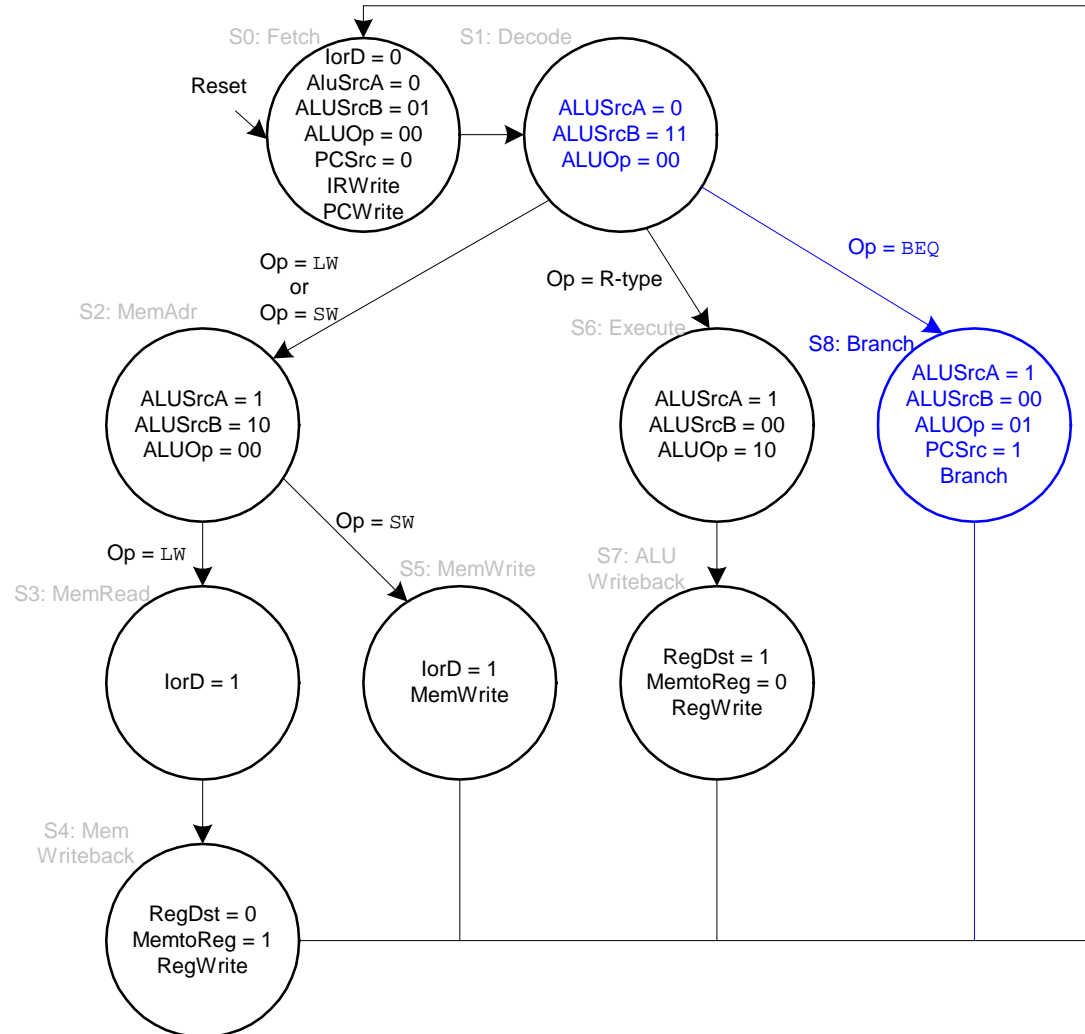 S0: Fetch
S1: Decode
Reset
IorD = 0
AluSrcA = 0
ALUSrcB = 01
ALUOp = 00
PCSrc = 0
IRWrite
PCWrite
ALUSrcA = 0
ALUSrcB = 11
ALUOp = 00
Op = LW
or
Op = SW
Op = R-type
Op = BEQ
S2: MemAdr
ALUSrcA = 1
ALUSrcB = 10
ALUOp = 00
S6: Execute
ALUSrcA = 1
ALUSrcB = 00
ALUOp = 10
S8: Branch
ALUSrcA = 1
ALUSrcB = 00
ALUOp = 01
PCSrc = 1
Branch
Op = LW
Op = SW
S3: MemRead
IorD = 1
S5: MemWrite
IorD = 1
MemWrite
S7: ALU
Writeback
RegDst = 1
MemtoReg = 0
RegWrite
S4: Mem
Writeback
RegDst = 0
MemtoReg = 1
RegWrite